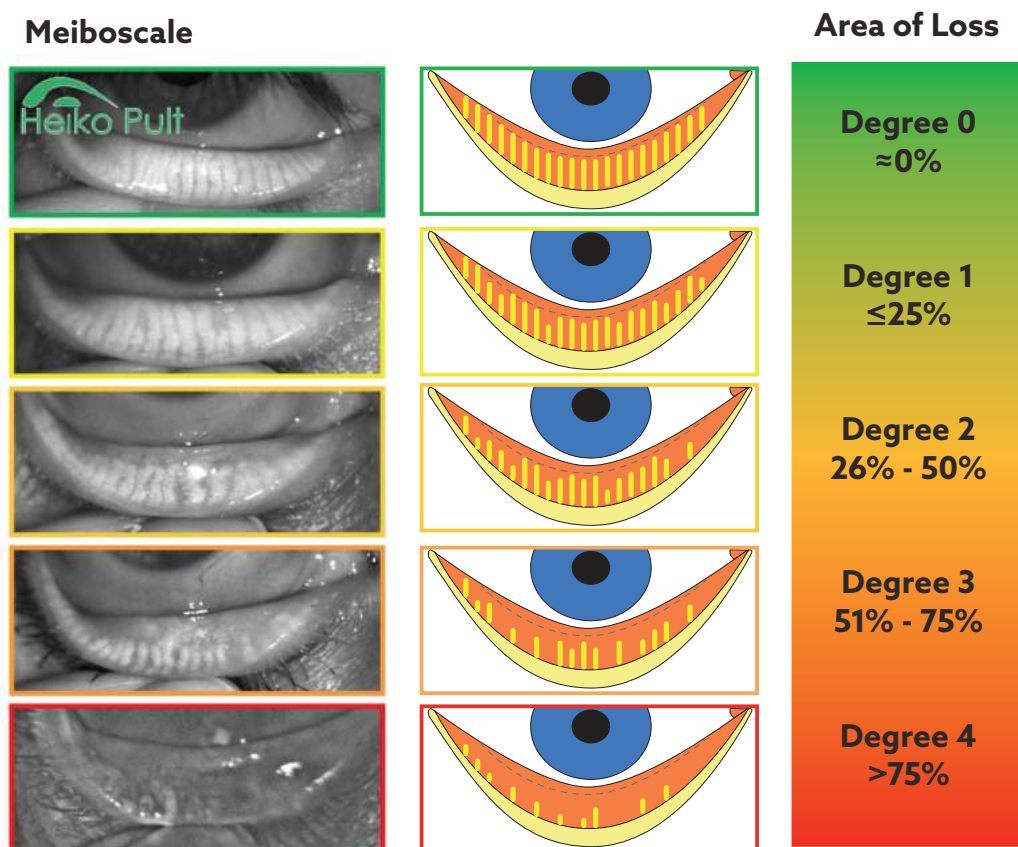 Meiboscale
Area of Loss
Heiko Pult
Degree 0
≈0%
Degree 1
≤25%
Degree 2
26% - 50%
Degree 3
51% - 75%
Degree 4
>75%